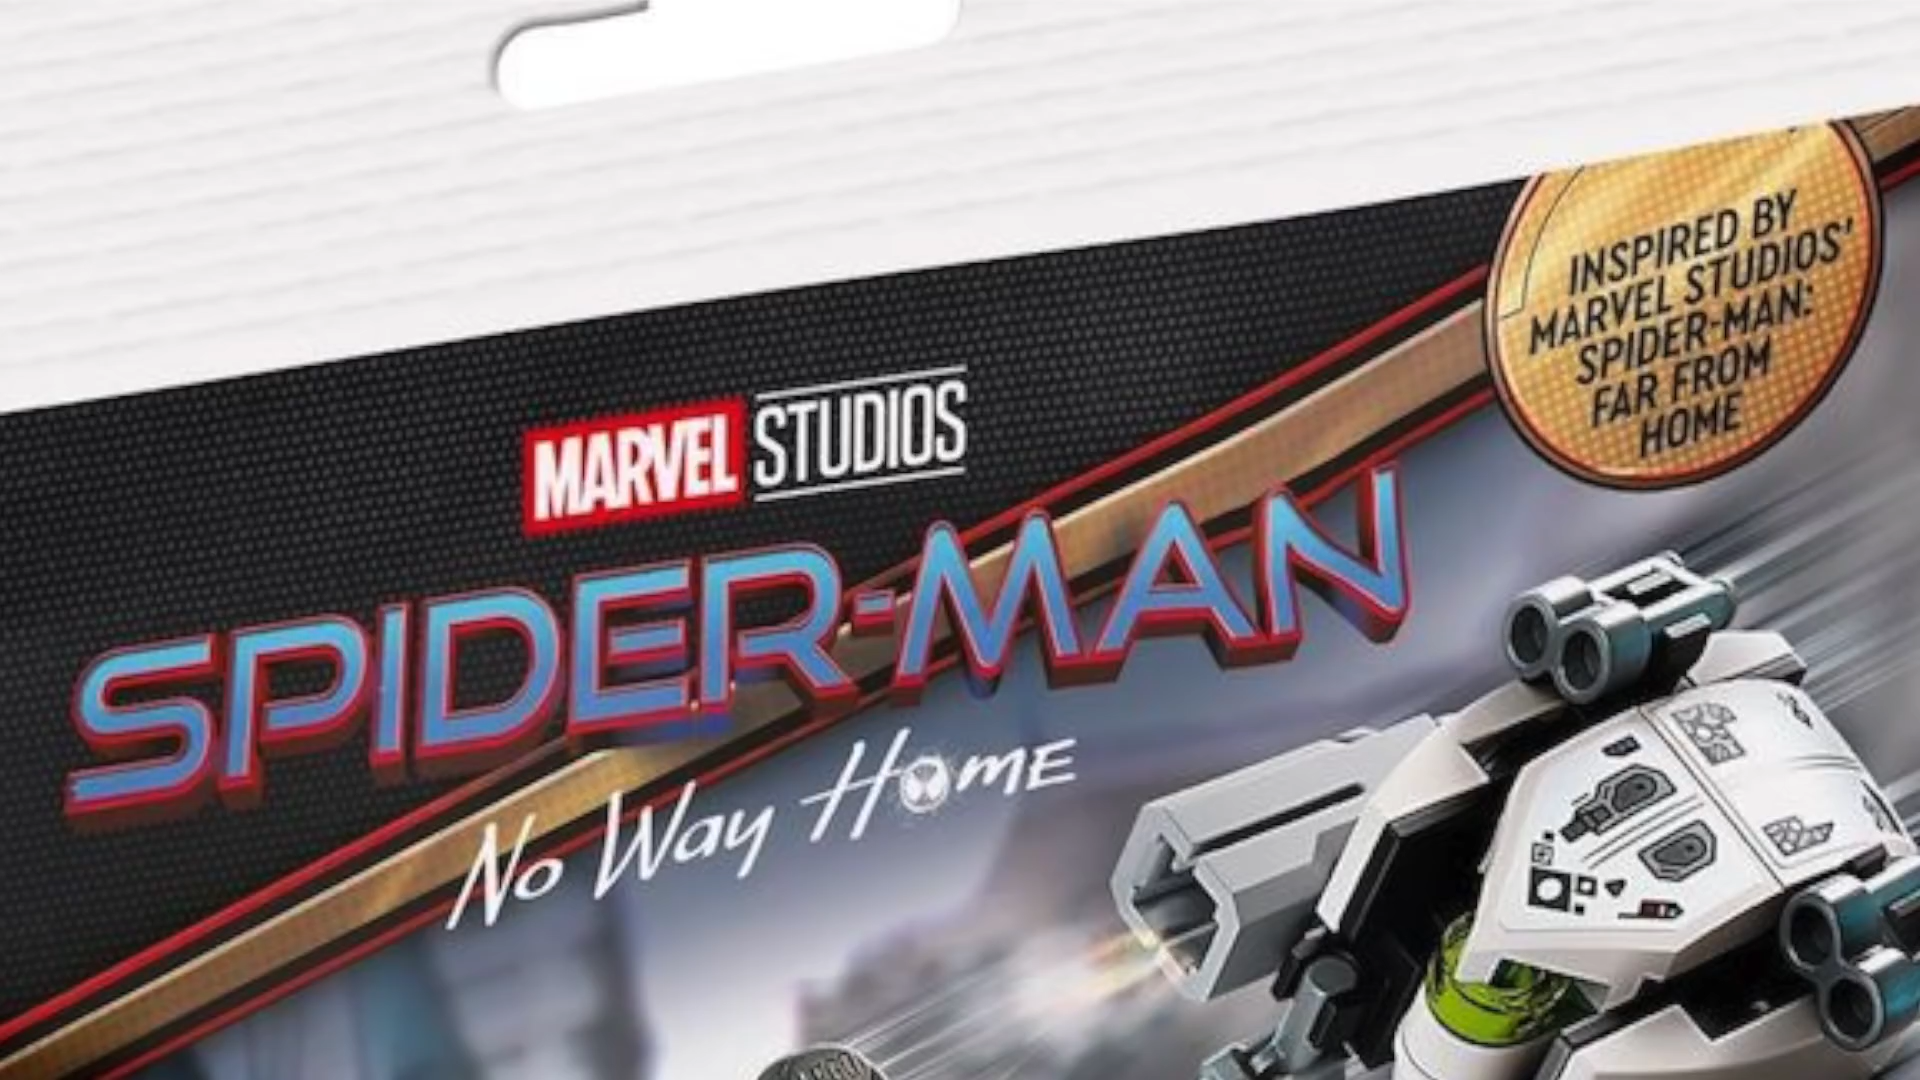 INSPIRED BY
MARVEL STUDIOS'
SPIDER-MAN:
FAR FROM
HOME
MARVEL STUDIOS
SPIDER-MAN
No Way Home